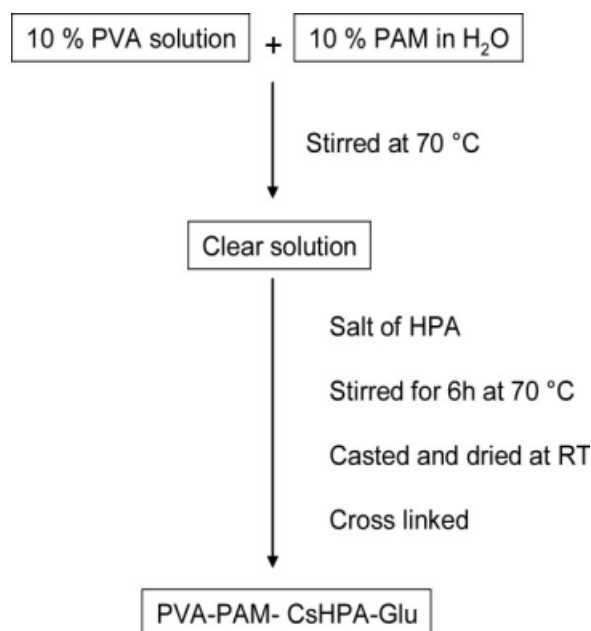 10 % PVA solution + 10 % PAM in H₂O
Stirred at 70 °C
Clear solution
Salt of HPA
Stirred for 6h at 70 °C
Casted and dried at RT
Cross linked
PVA-PAM- CsHPA-Glu